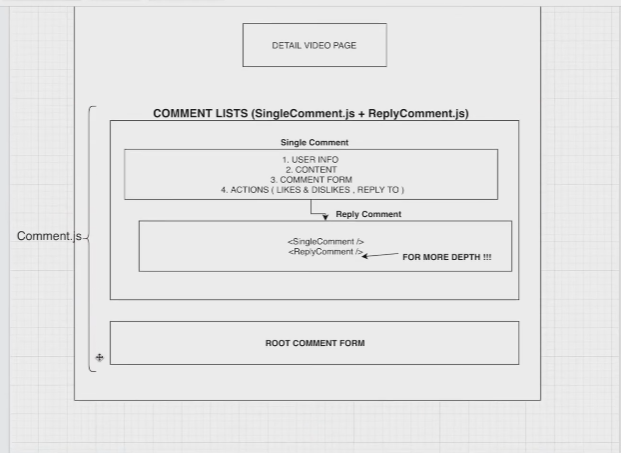 DETAIL VIDEO PAGE
COMMENT LISTS (SingleComment.js + ReplyComment.js)
Single Comment
1. USER INFO
2. CONTENT
3. COMMENT FORM
4. ACTIONS ( LIKES & DISLIKES , REPLY TO )
Reply Comment
Comment.js
<SingleComment />
<ReplyComment />
FOR MORE DEPTH !!!
ROOT COMMENT FORM